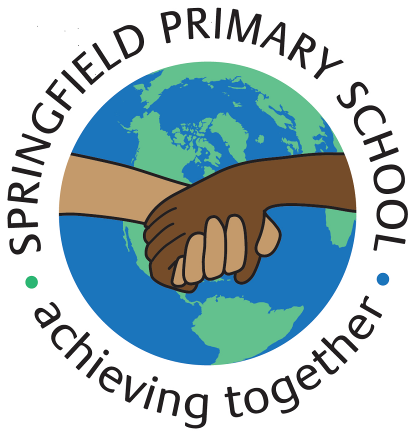 SPRINGFIELD PRIMARY SCHOOL
achieving together